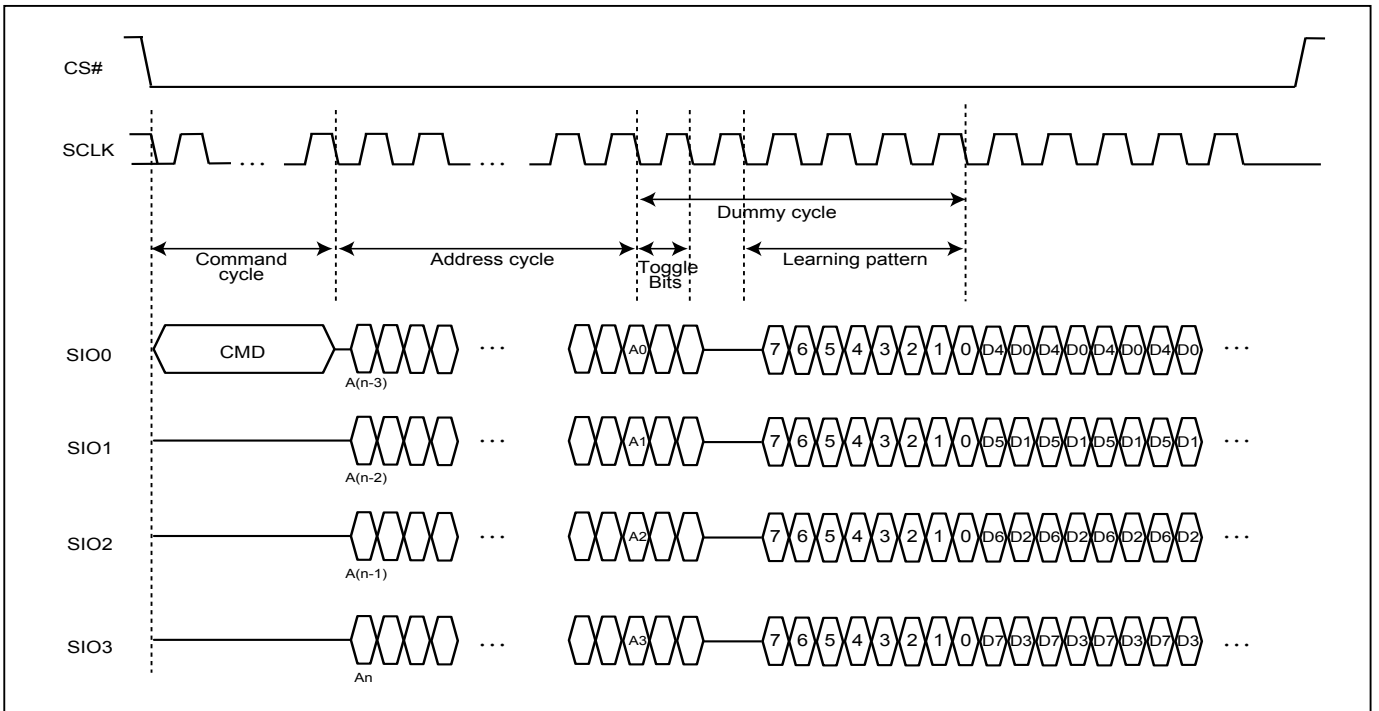 CS#
SCLK
... ...
Dummy cycle
Command
cycle
Address cycle
Toggle
Bits
Learning pattern
SIO0 CMD ... A0 7 6 5 4 3 2 1 0 D4 D0 D4 D0 D4 D0 D4 D0 ...
A(n-3)
SIO1 ... A1 7 6 5 4 3 2 1 0 D5 D1 D5 D1 D5 D1 D5 D1 ...
A(n-2)
SIO2 ... A2 7 6 5 4 3 2 1 0 D6 D2 D6 D2 D6 D2 D6 D2 ...
A(n-1)
SIO3 ... A3 7 6 5 4 3 2 1 0 D7 D3 D7 D3 D7 D3 D7 D3 ...
An